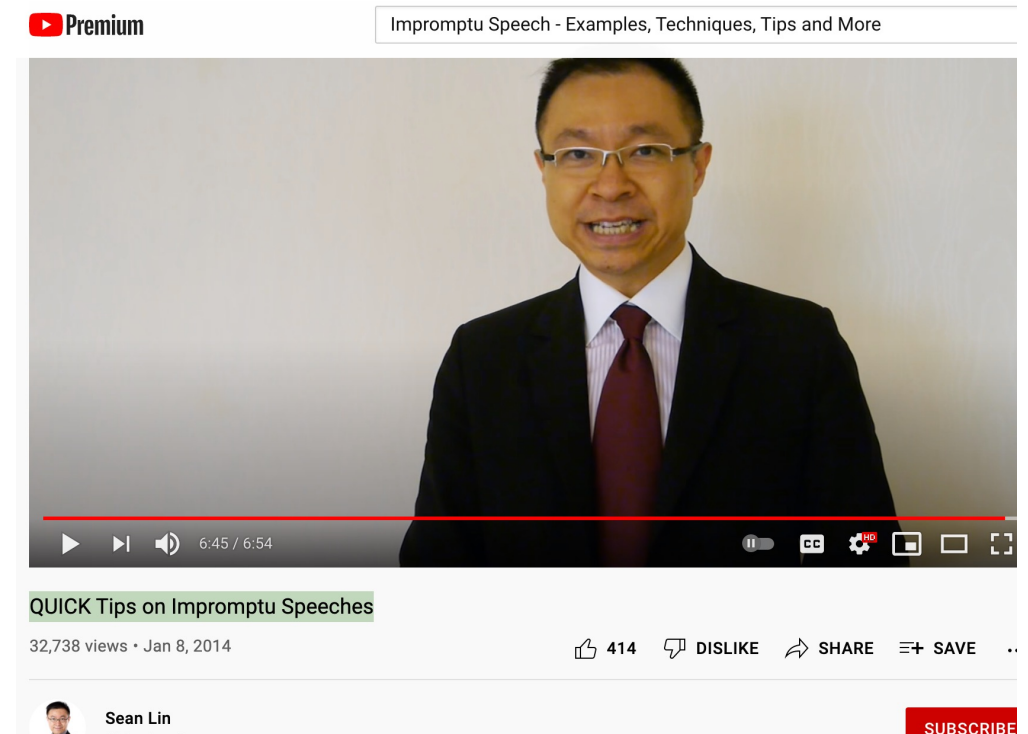 Premium
Impromptu Speech - Examples, Techniques, Tips and More
6:45 / 6:54
CC
HD
QUICK Tips on Impromptu Speeches
32,738 views • Jan 8, 2014
414 DISLIKE SHARE SAVE
Sean Lin
SUBSCRIBE